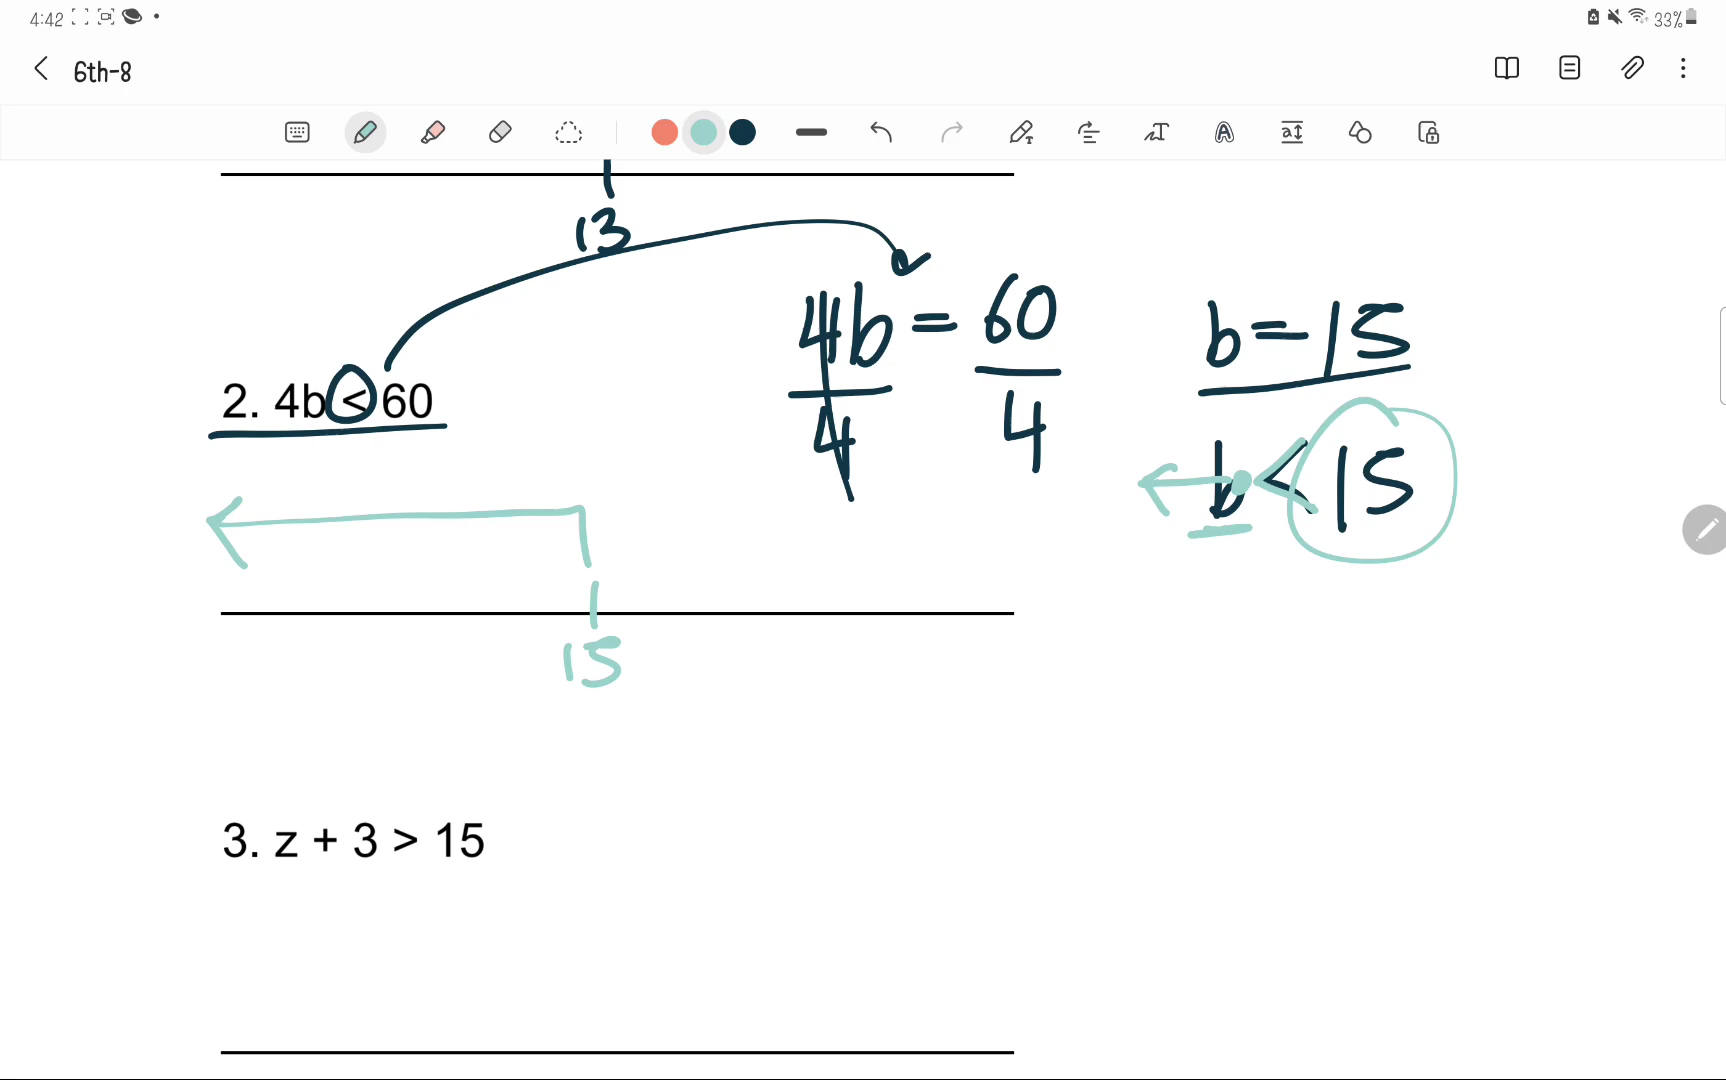 4:42
33%
6th-8
13
2. 4b < 60
4b = 60
4 4
b = 15
b < 15
15
3. z + 3 > 15